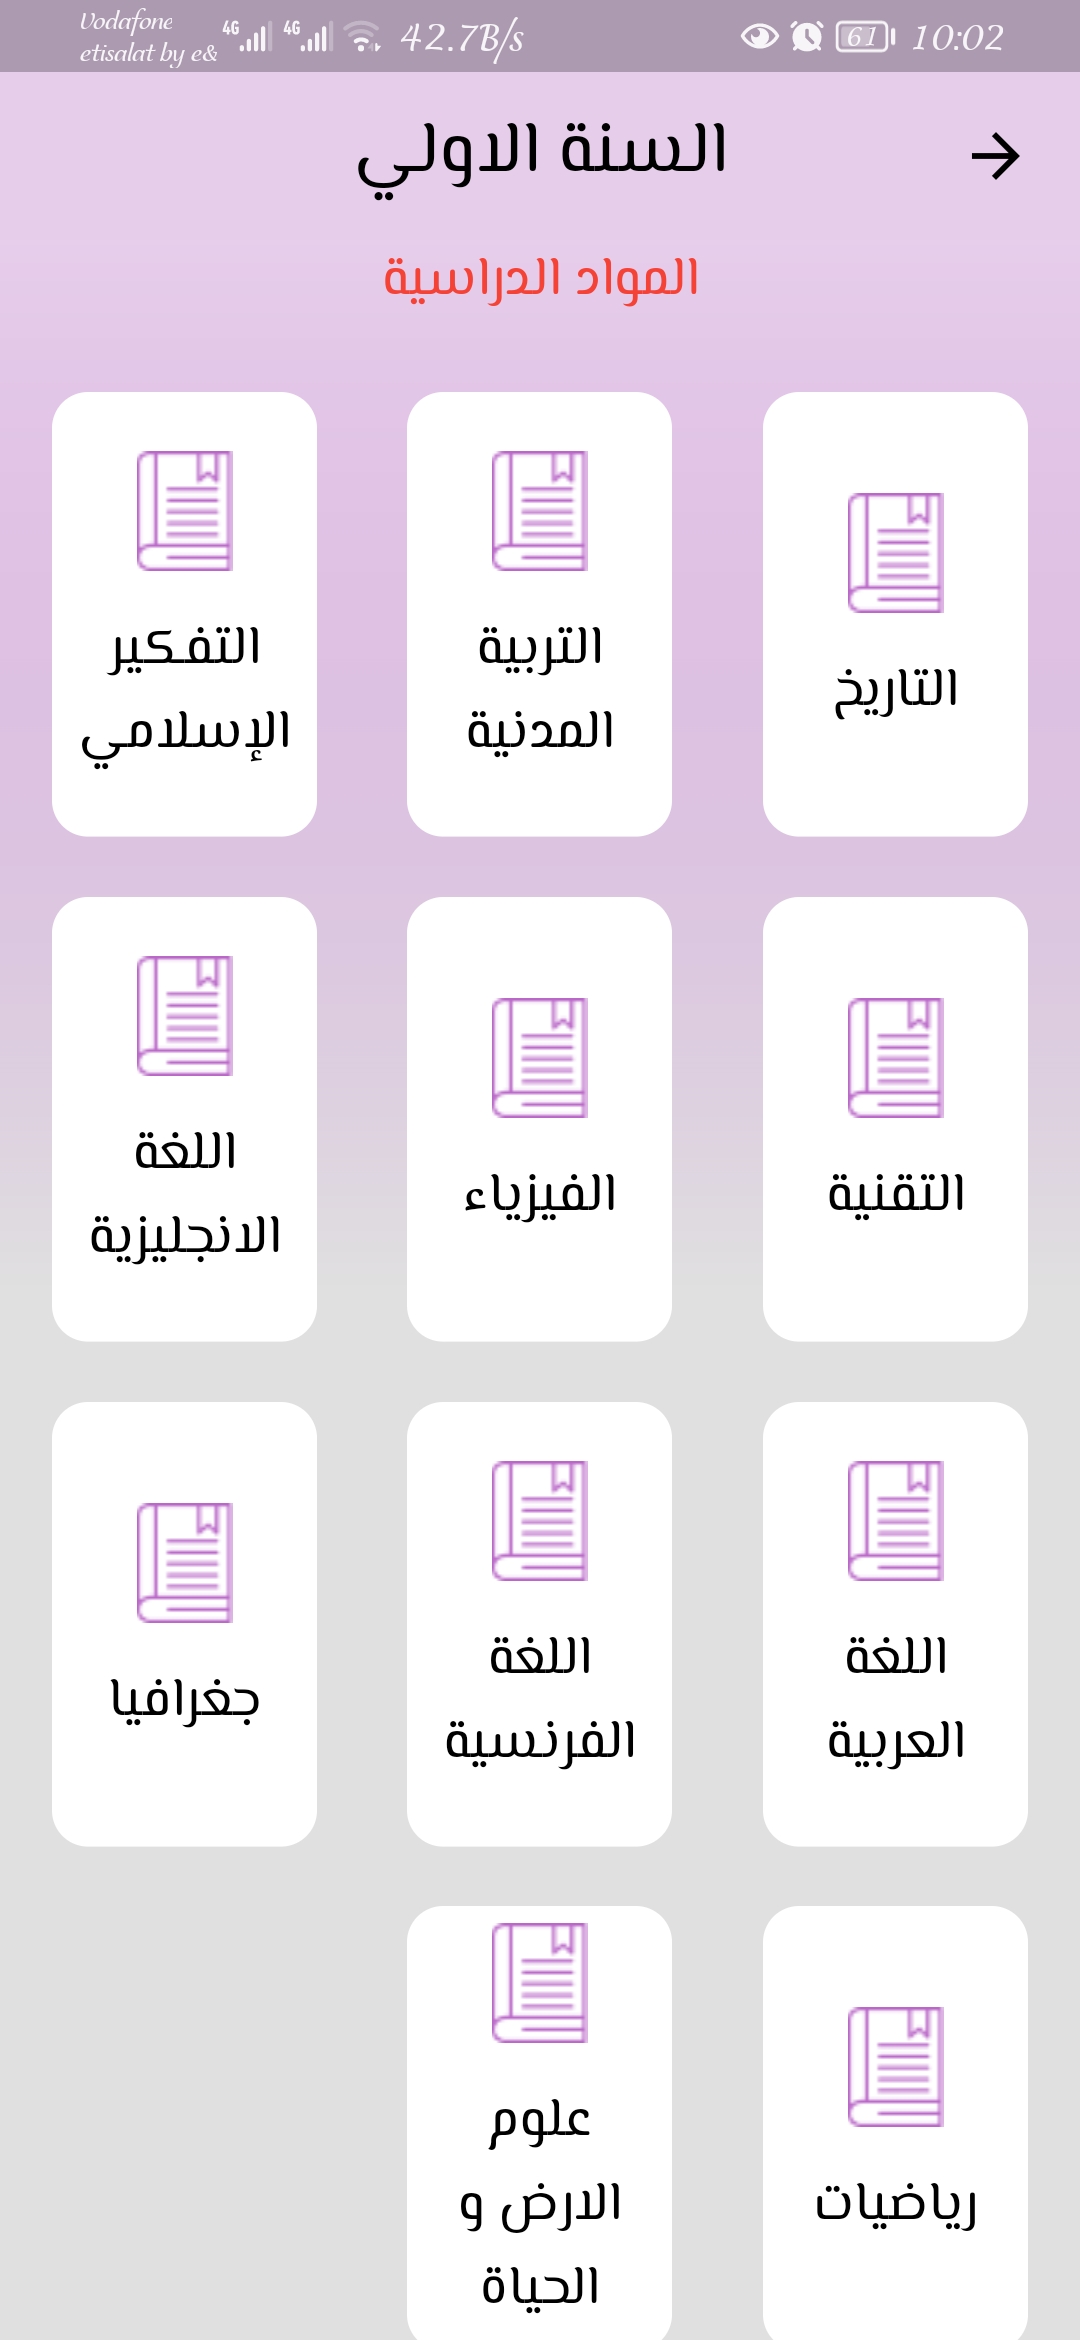 Vodafone
etisalat by e&
4G 4G 42.7B/s 61 10:02
السنة الاولي
المواد الدراسية
التاريخ
التربية
المدنية
التفكير
الإسلامي
التقنية
الفيزياء
اللغة
الانجليزية
اللغة
العربية
اللغة
الفرنسية
جغرافيا
رياضيات
علوم
الارض و
الحياة